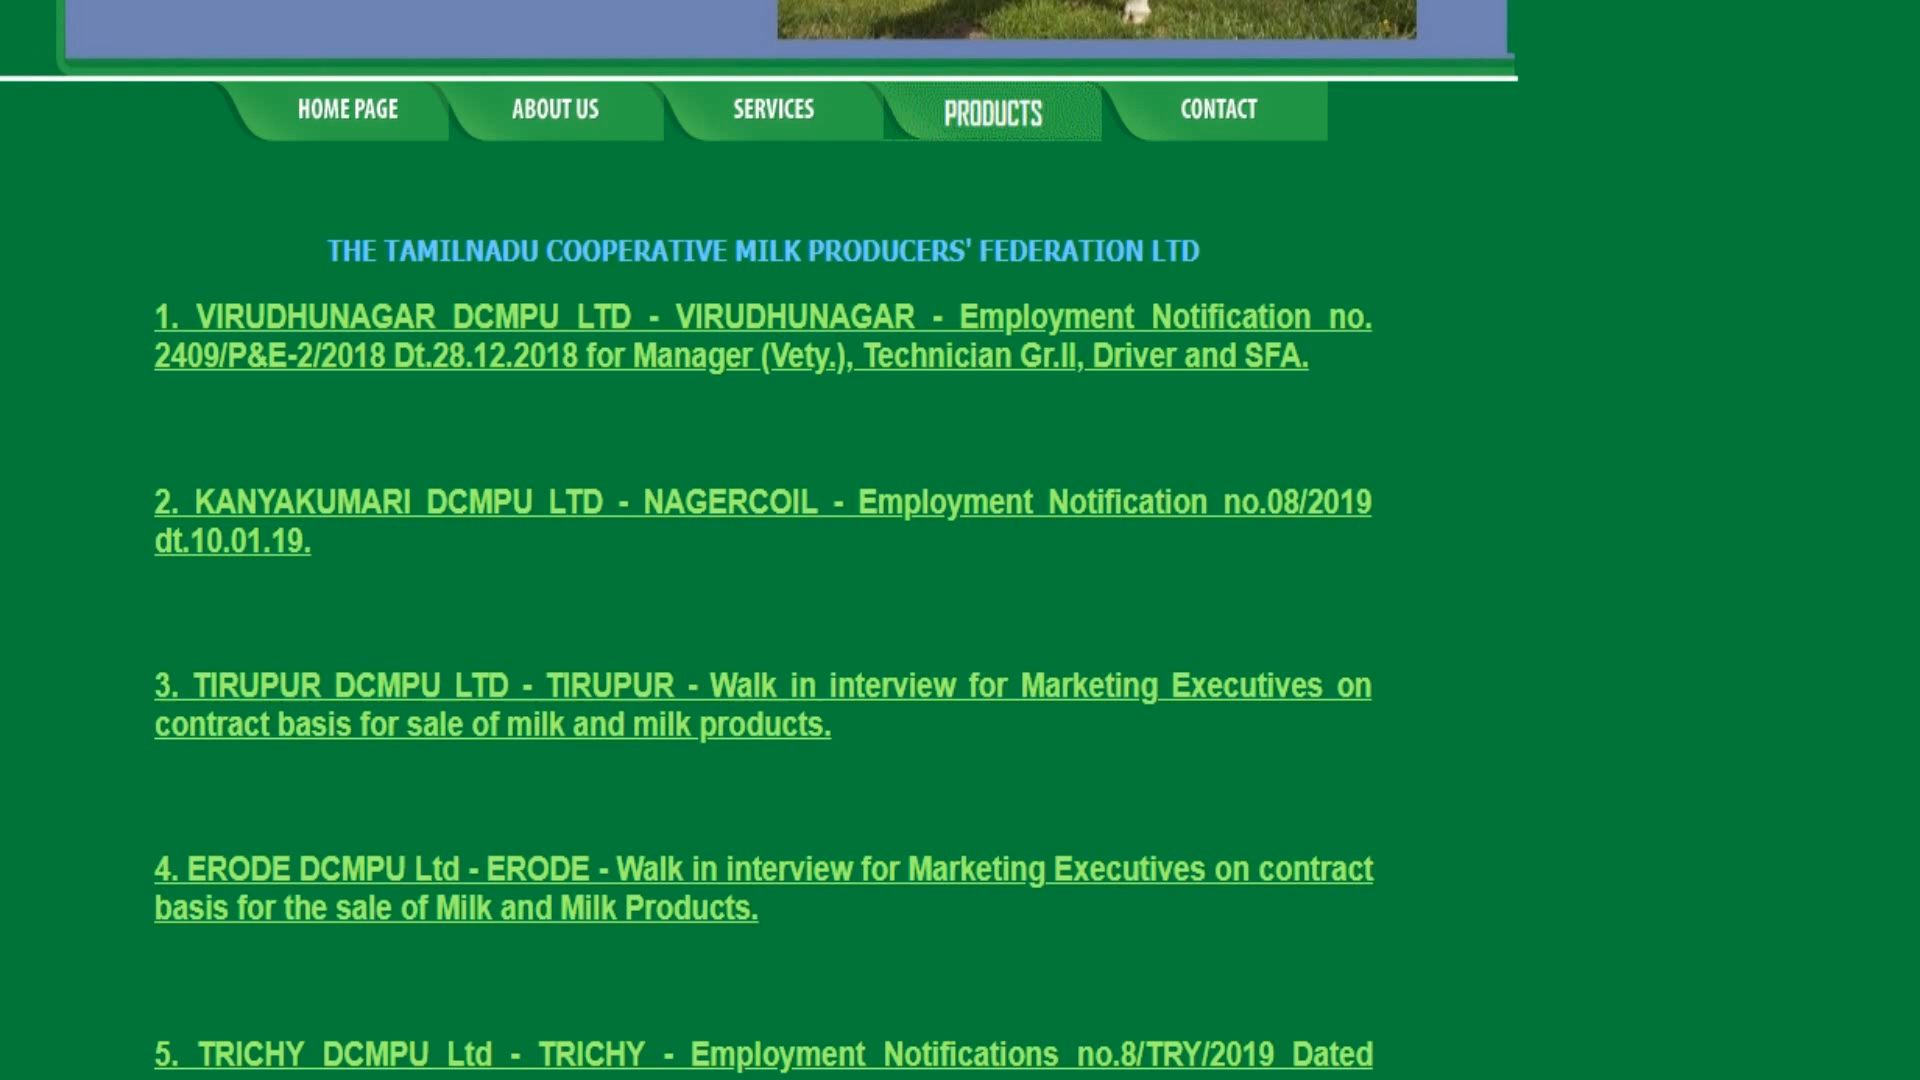 HOME PAGE ABOUT US SERVICES PRODUCTS CONTACT
THE TAMILNADU COOPERATIVE MILK PRODUCERS' FEDERATION LTD
1. VIRUDHUNAGAR DCMPU LTD - VIRUDHUNAGAR - Employment Notification no.
2409/P&E-2/2018 Dt.28.12.2018 for Manager (Vety.), Technician Gr.II, Driver and SFA.
2. KANYAKUMARI DCMPU LTD - NAGERCOIL - Employment Notification no.08/2019
dt.10.01.19.
3. TIRUPUR DCMPU LTD - TIRUPUR - Walk in interview for Marketing Executives on
contract basis for sale of milk and milk products.
4. ERODE DCMPU Ltd - ERODE - Walk in interview for Marketing Executives on contract
basis for the sale of Milk and Milk Products.
5. TRICHY DCMPU Ltd - TRICHY - Employment Notifications no.8/TRY/2019 Dated